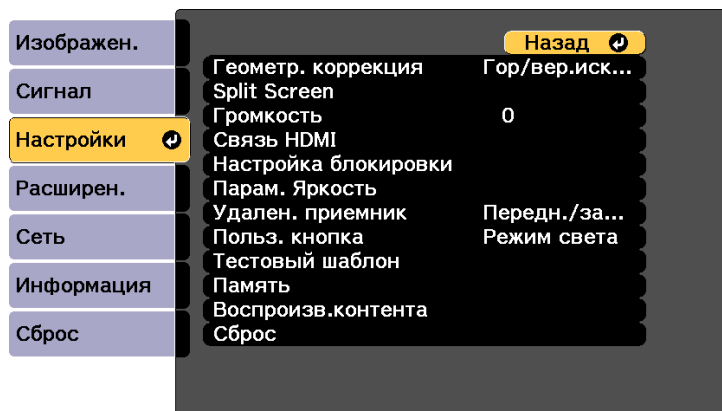 Изображен.
Сигнал
Настройки
Расширен.
Сеть
Информация
Сброс
Назад
Геометр. коррекция Гор/вер.иск...
Split Screen
Громкость 0
Связь HDMI
Настройка блокировки
Парам. Яркость
Удален. приемник Передн./за...
Польз. кнопка Режим света
Тестовый шаблон
Память
Воспроизв.контента
Сброс